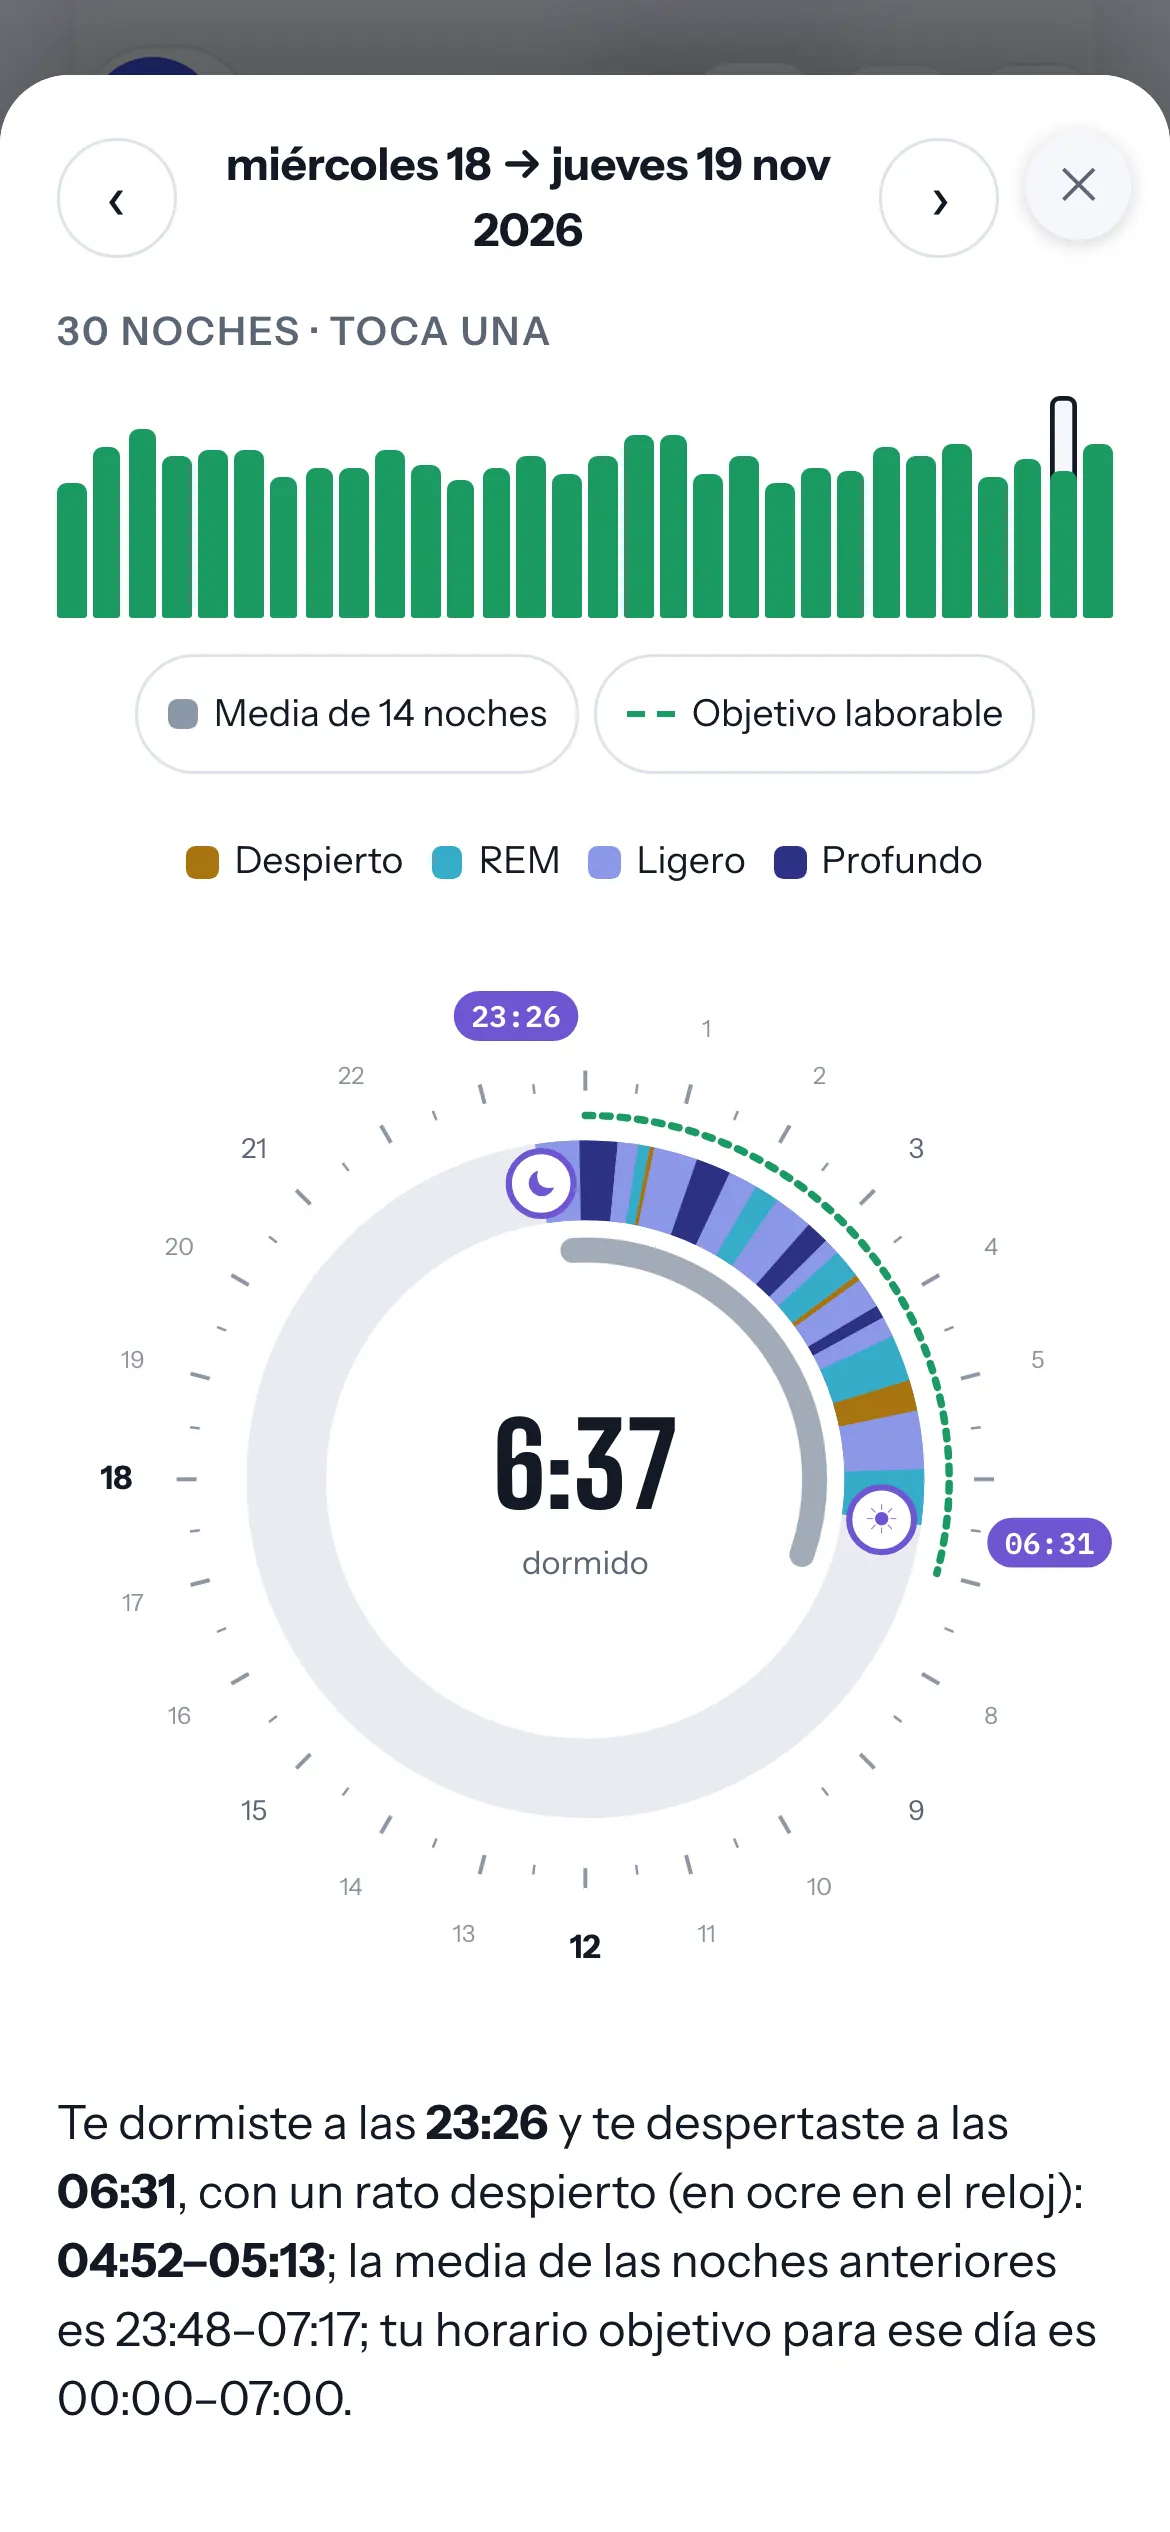 miércoles 18 → jueves 19 nov
2026
30 NOCHES · TOCA UNA
Media de 14 noches
Objetivo laborable
Despierto
REM
Ligero
Profundo
23:26
1
22
2
21
3
20
4
19
5
18
6:37
dormido
06:31
17
16
8
15
9
14
10
13
11
12
Te dormiste a las 23:26 y te despertaste a las
06:31, con un rato despierto (en ocre en el reloj):
04:52–05:13; la media de las noches anteriores
es 23:48–07:17; tu horario objetivo para ese día es
00:00–07:00.